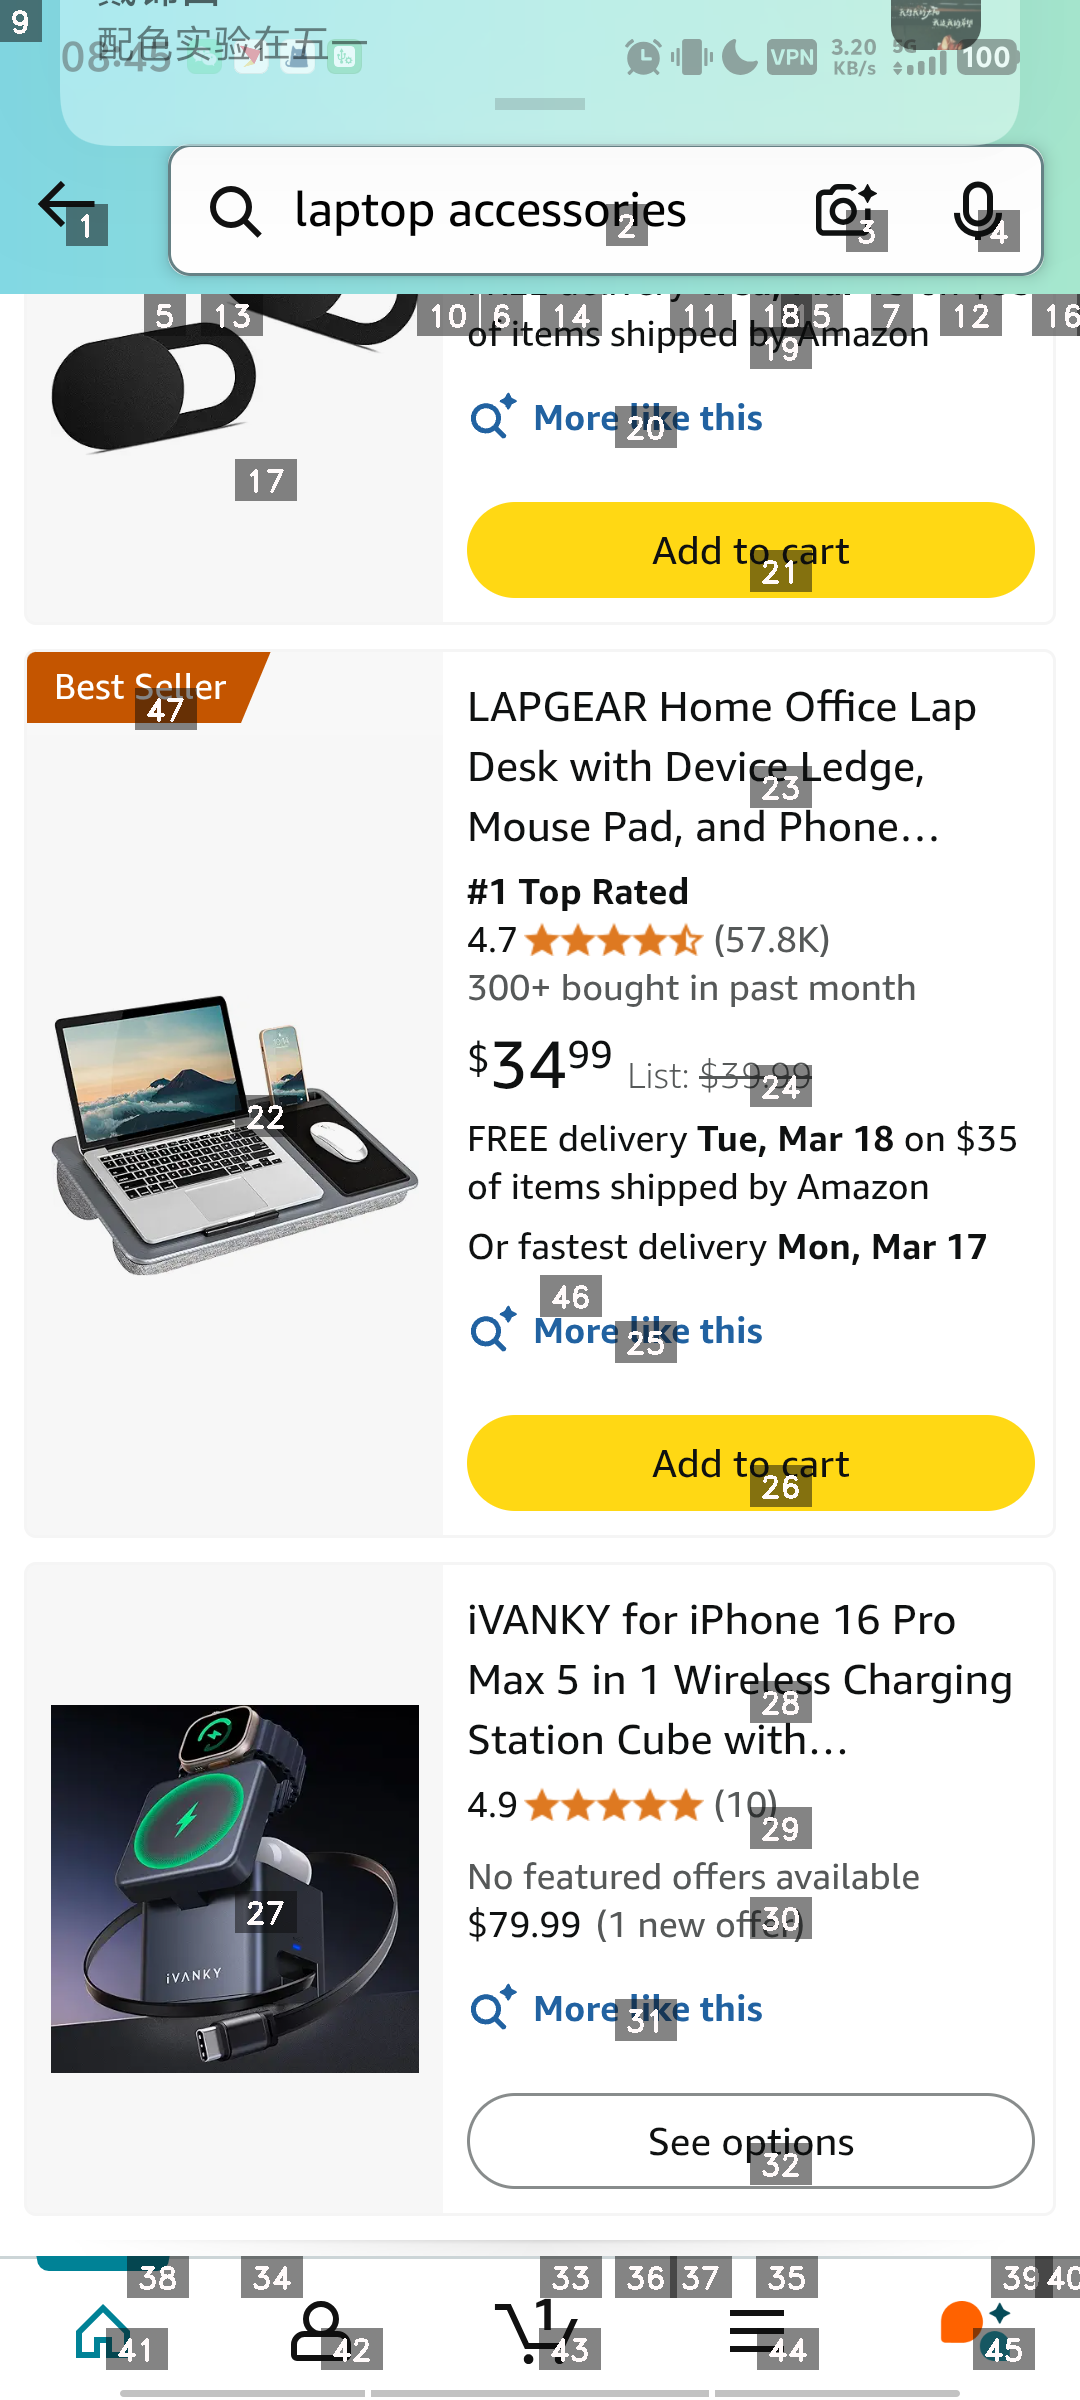 配色实验在五一
08:45
VPN
3.20
KB/s
5G
100
laptop accessories
of items shipped by Amazon
More like this
Add to cart
Best Seller
LAPGEAR Home Office Lap
Desk with Device Ledge,
Mouse Pad, and Phone...
#1 Top Rated
4.7 (57.8K)
300+ bought in past month
$34.99 List: $39.99
FREE delivery Tue, Mar 18 on $35
of items shipped by Amazon
Or fastest delivery Mon, Mar 17
More like this
Add to cart
iVANKY for iPhone 16 Pro
Max 5 in 1 Wireless Charging
Station Cube with...
4.9 (10)
No featured offers available
$79.99 (1 new offer)
iVANKY
More like this
See options
1
9
1
2
3
4
5
13
10
6
14
11
18
15
7
12
16
19
20
17
21
47
23
24
22
46
25
26
28
29
27
30
31
32
38
34
33
36
37
35
39
40
41
42
43
44
45